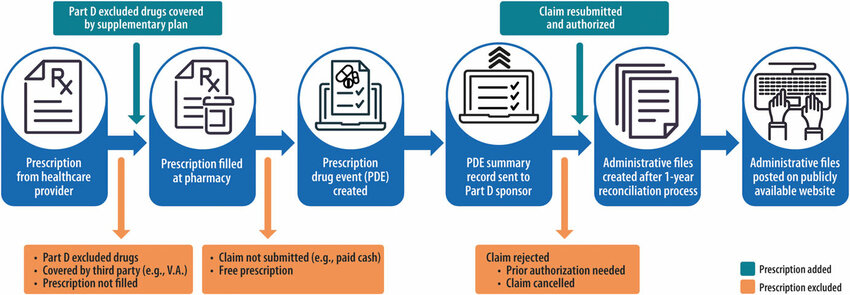 Part D excluded drugs covered
by supplementary plan
Claim resubmitted
and authorized
Rx
Prescription
from healthcare
provider
Rx
Prescription filled
at pharmacy
Prescription
drug event (PDE)
created
PDE summary
record sent to
Part D sponsor
Administrative files
created after 1-year
reconciliation process
Administrative files
posted on publicly
available website
• Part D excluded drugs
• Covered by third party (e.g., V.A.)
• Prescription not filled
• Claim not submitted (e.g., paid cash)
• Free prescription
Claim rejected
• Prior authorization needed
• Claim cancelled
Prescription added
Prescription excluded